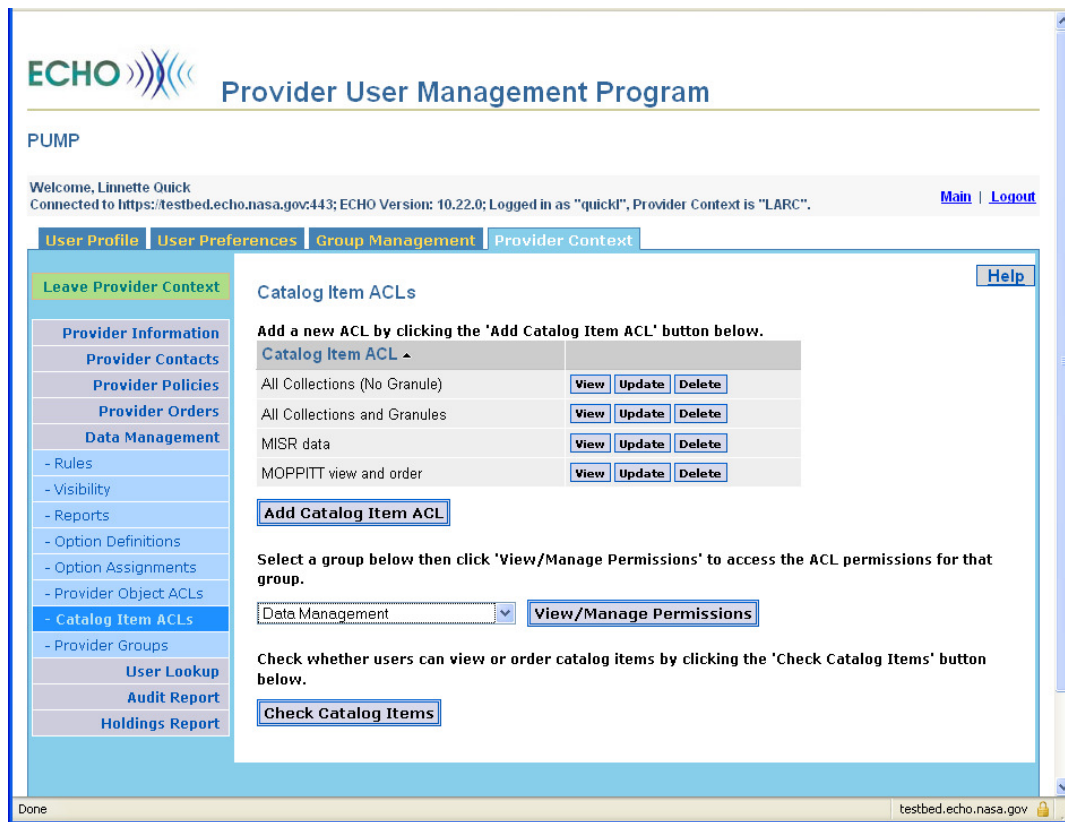 ECHO
Provider User Management Program
PUMP
Welcome, Linnette Quick
Connected to https://testbed.echo.nasa.gov:443; ECHO Version: 10.22.0; Logged in as "quickl", Provider Context is "LARC".
Main | Logout
User Profile User Preferences Group Management Provider Context
Leave Provider Context
Provider Information
Provider Contacts
Provider Policies
Provider Orders
Data Management
- Rules
- Visibility
- Reports
- Option Definitions
- Option Assignments
- Provider Object ACLs
- Catalog Item ACLs
- Provider Groups
User Lookup
Audit Report
Holdings Report
Help
Catalog Item ACLs
Add a new ACL by clicking the 'Add Catalog Item ACL' button below.
Catalog Item ACL
All Collections (No Granule) View Update Delete
All Collections and Granules View Update Delete
MISR data View Update Delete
MOPPITT view and order View Update Delete
Add Catalog Item ACL
Select a group below then click 'View/Manage Permissions' to access the ACL permissions for that
group.
Data Management View/Manage Permissions
Check whether users can view or order catalog items by clicking the 'Check Catalog Items' button
below.
Check Catalog Items
Done
testbed.echo.nasa.gov